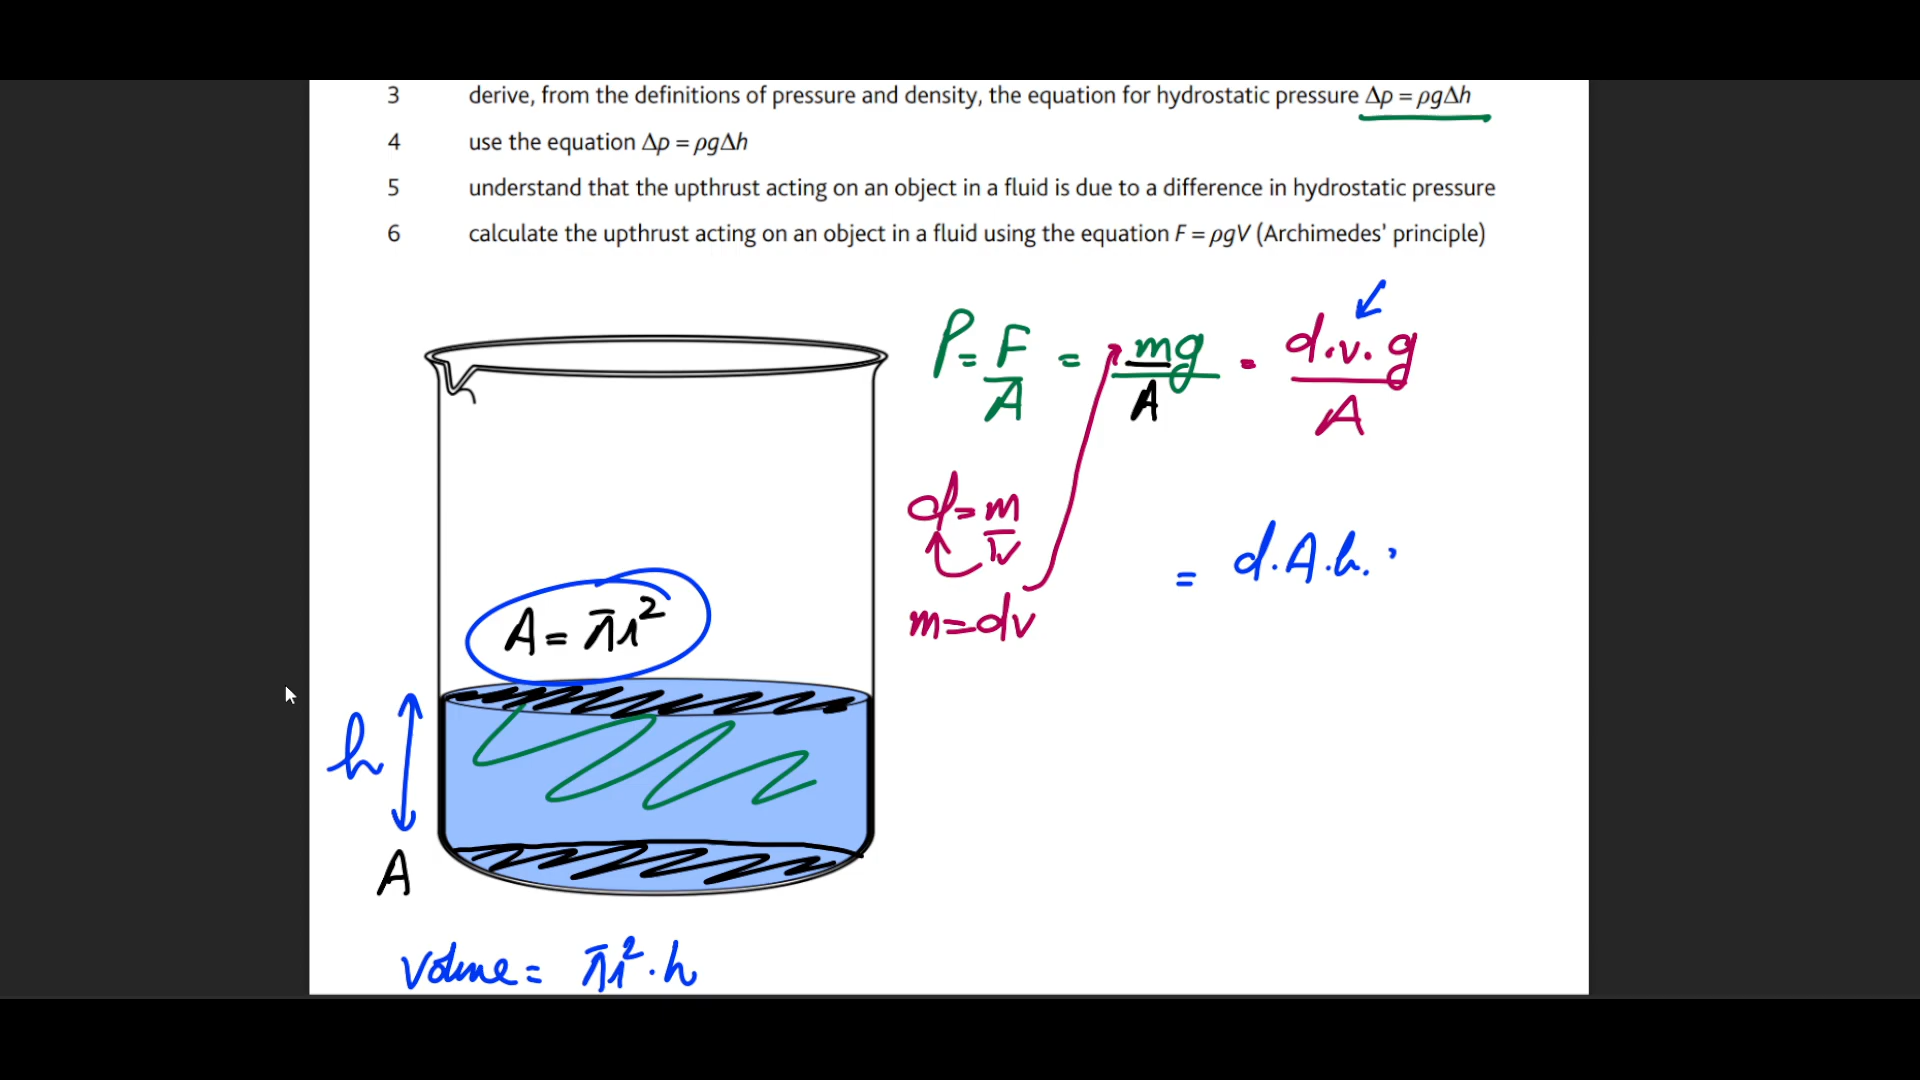 3 derive, from the definitions of pressure and density, the equation for hydrostatic pressure Δp = ρgΔh
4 use the equation Δp = ρgΔh
5 understand that the upthrust acting on an object in a fluid is due to a difference in hydrostatic pressure
6 calculate the upthrust acting on an object in a fluid using the equation F = ρgV (Archimedes' principle)
P = F/A = mg/A = d.v.g/A
d = m/v
= d.A.h.
m = dv
A = πr²
h
A
Volume = πr².h